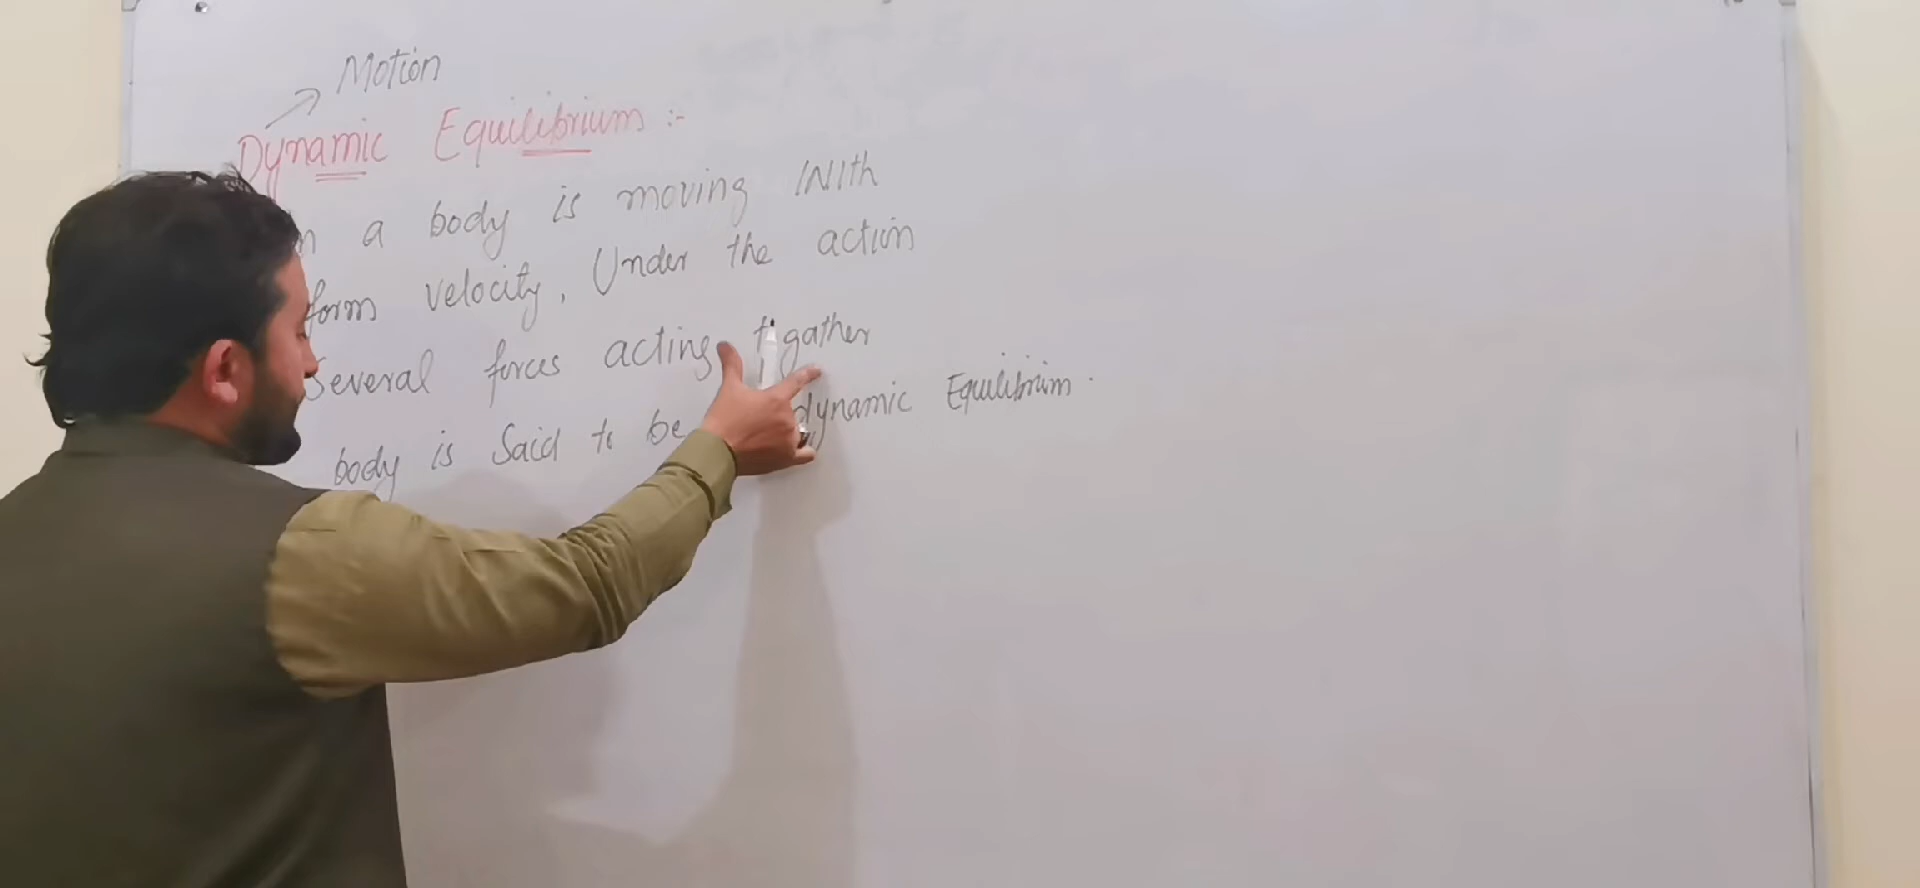 Motion
Dynamic Equilibrium :-
a body is moving With
form velocity, Under the action
Several forces acting tgather
body is Said to be dynamic Equilibrium.